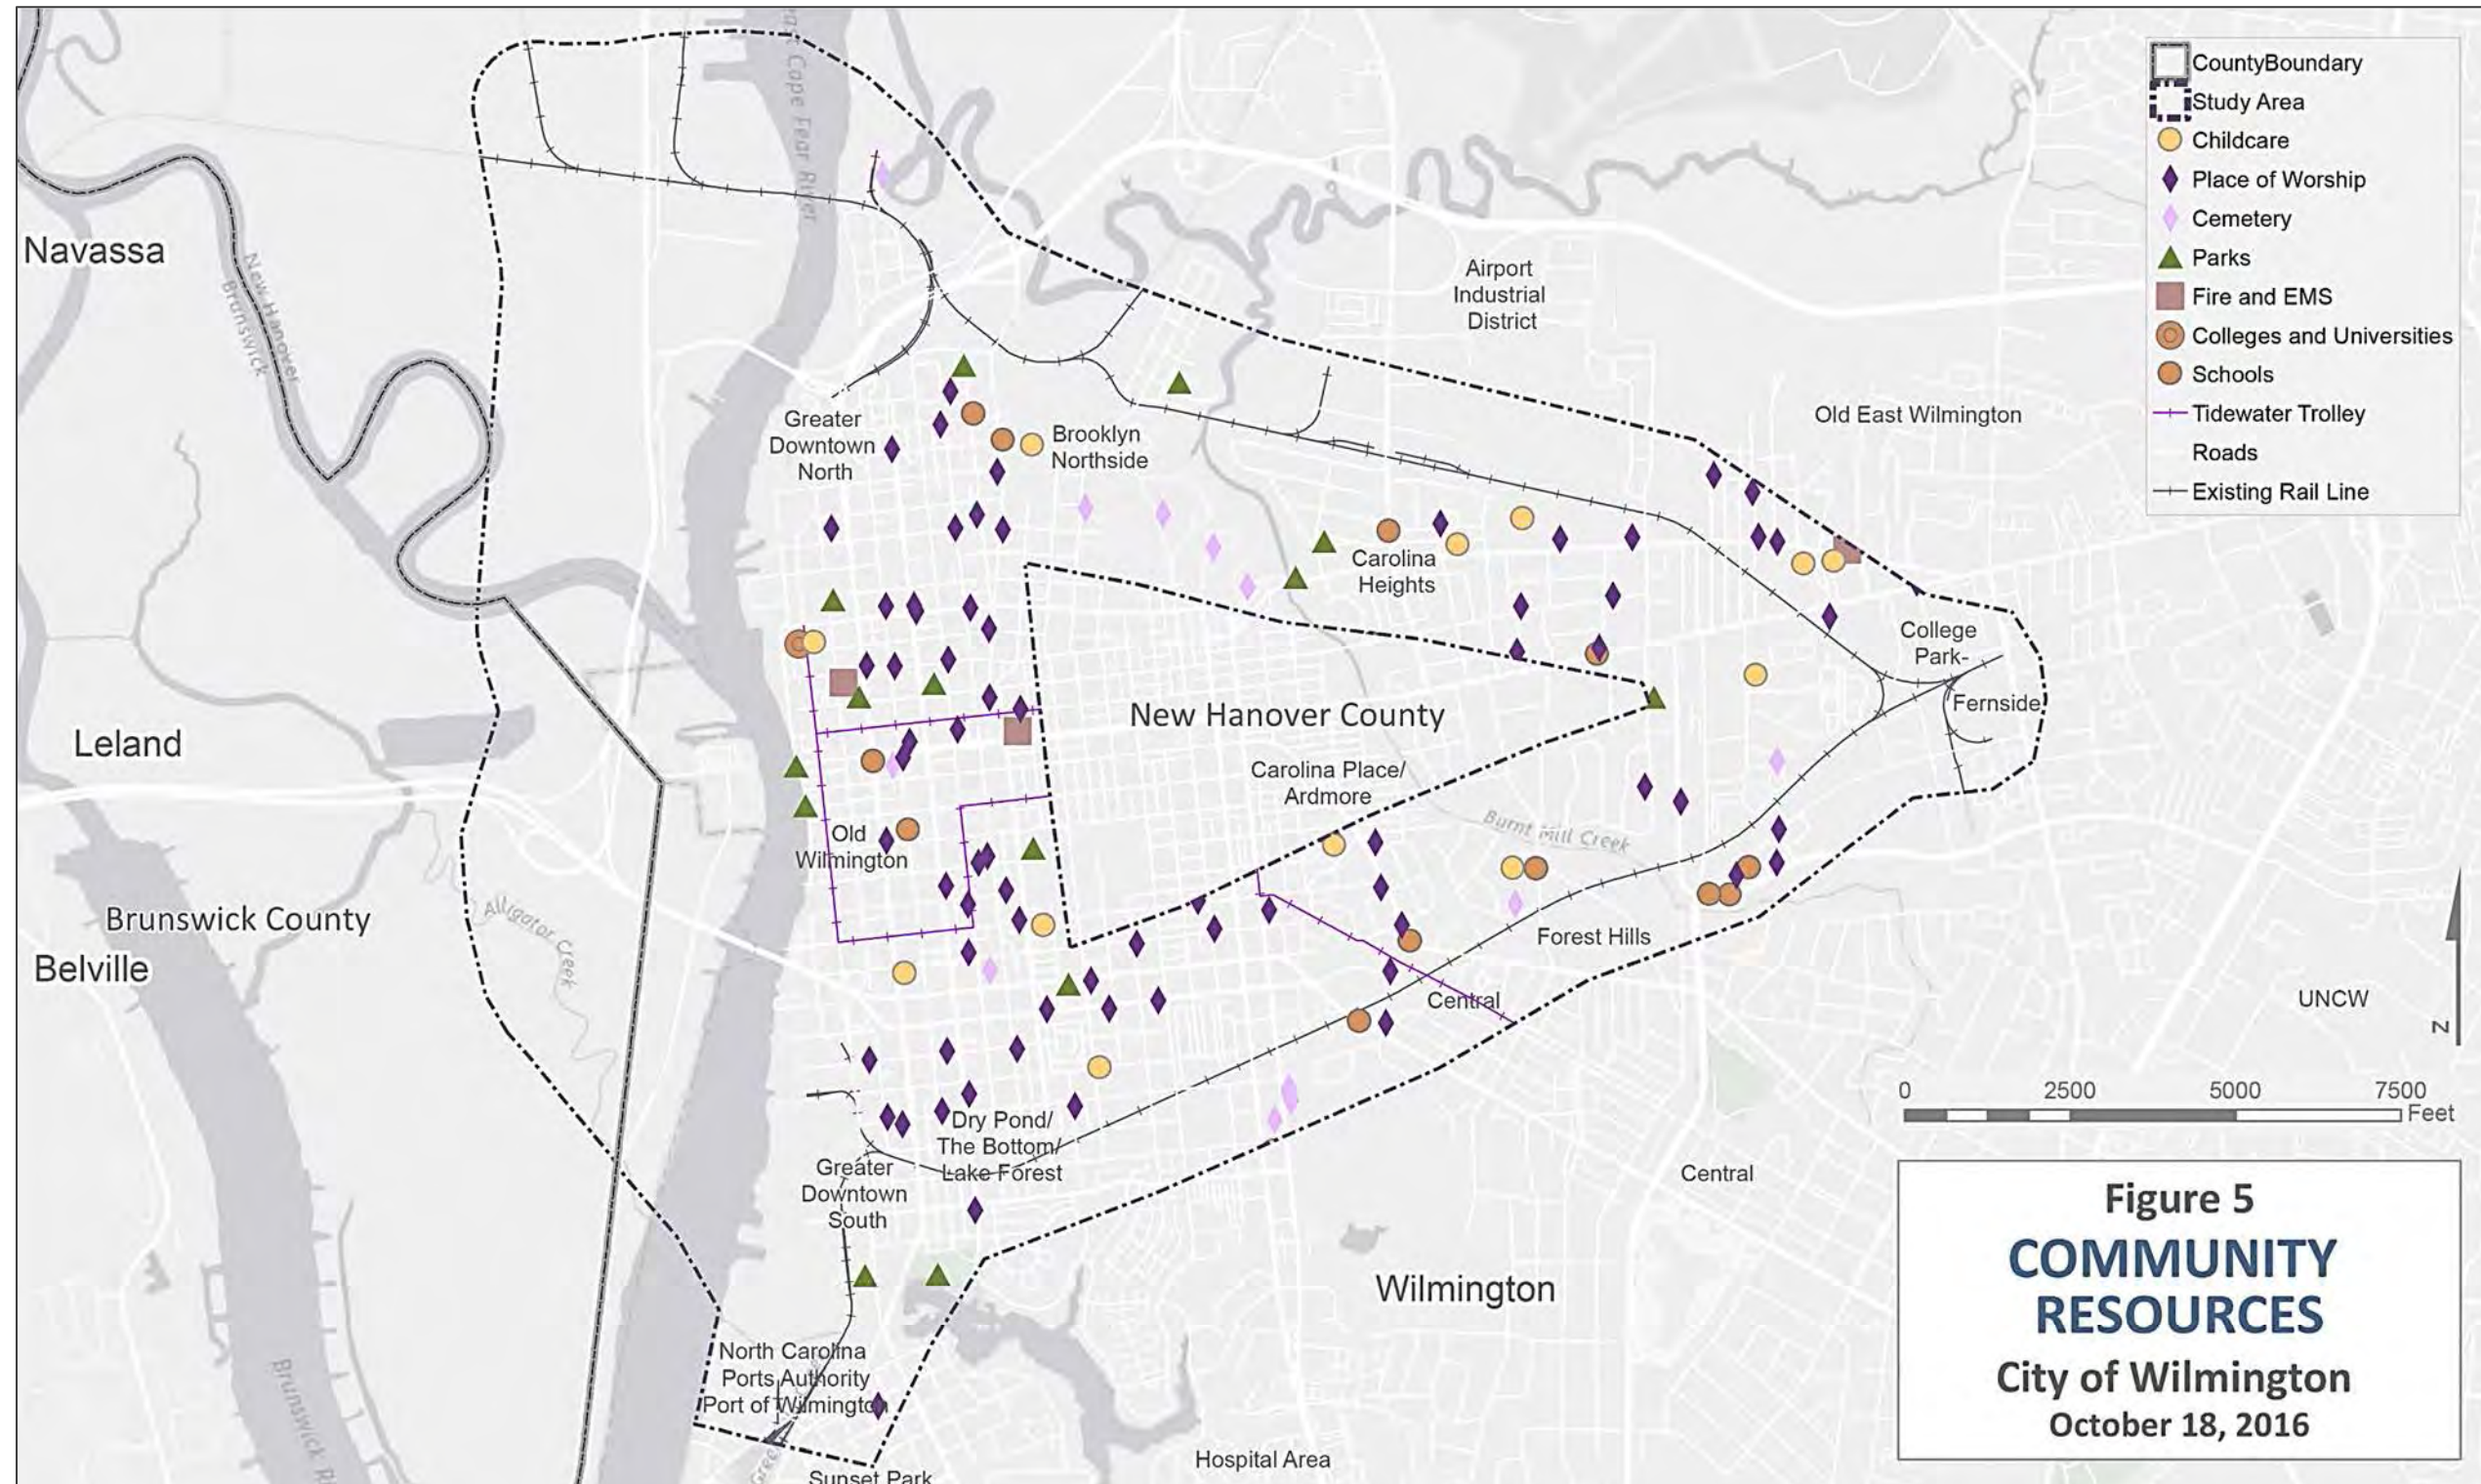 CountyBoundary
Study Area
Childcare
Place of Worship
Cemetery
Parks
Fire and EMS
Colleges and Universities
Schools
Tidewater Trolley
Roads
Existing Rail Line
Cape Fear River
Navassa
New Hanover
Brunswick
Airport
Industrial
District
Greater
Downtown
North
Brooklyn
Northside
Old East Wilmington
Carolina
Heights
College
Park-
Fernside
New Hanover County
Leland
Carolina Place/
Ardmore
Burnt Mill Creek
Old
Wilmington
Brunswick County
Alligator Creek
Belville
Forest Hills
Central
UNCW
N
0 2500 5000 7500
Feet
Dry Pond/
The Bottom/
Lake Forest
Greater
Downtown
South
Central
Wilmington
North Carolina
Ports Authority
Port of Wilmington
Brunswick
Hospital Area
Sunset Park
Figure 5
COMMUNITY
RESOURCES
City of Wilmington
October 18, 2016